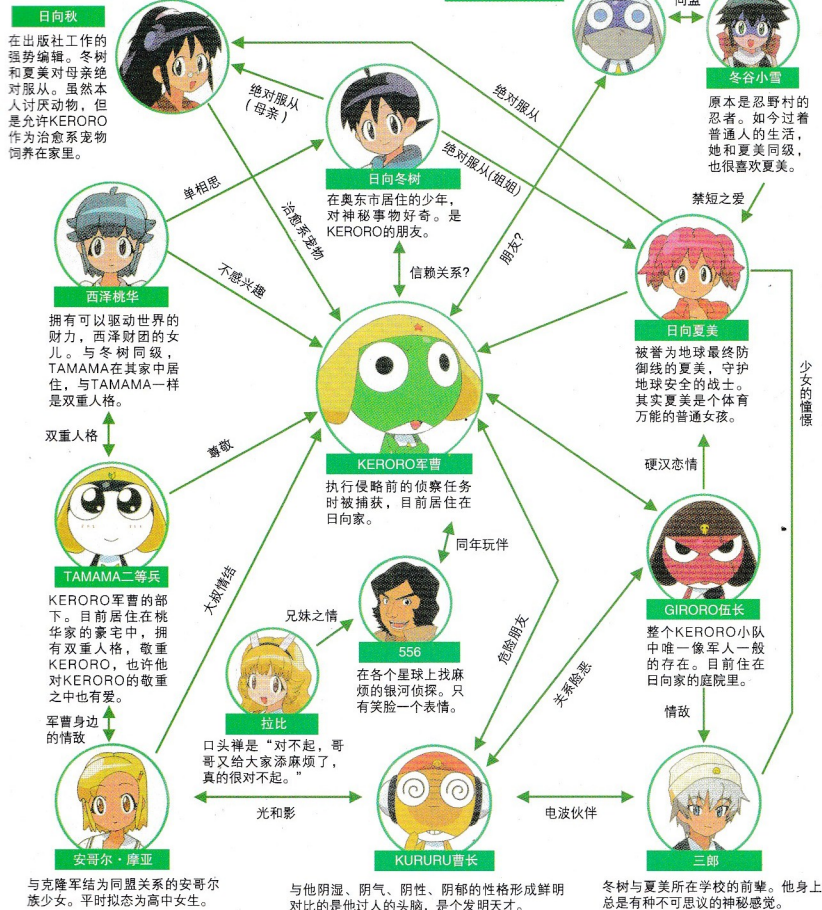 同盟
日向秋
在出版社工作的
强势编辑。冬树
和夏美对母亲绝
对服从。虽然本
人讨厌动物，但
是允许KERORO
作为治愈系宠物
饲养在家里。
冬谷小雪
原本是忍野村的
忍者。如今过着
普通人的生活，
她和夏美同级，
也很喜欢夏美。
绝对服从
(母亲)
绝对服从
日向冬树
在奥东市居住的少年，
对神秘事物好奇。是
KERORO的朋友。
绝对服从(姐姐)
单相思
治愈系宠物
禁短之爱
朋友?
信赖关系?
不感兴趣
西泽桃华
拥有可以驱动世界的
财力，西泽财团的女
儿。与冬树同级，
TAMAMA在其家中居
住，与TAMAMA一样
是双重人格。
日向夏美
被誉为地球最终防
御线的夏美，守护
地球安全的战士。
其实夏美是个体育
万能的普通女孩。
少女的憧憬
双重人格
尊敬
KERORO军曹
执行侵略前的侦察任务
时被捕获，目前居住在
日向家。
硬汉恋情
TAMAMA二等兵
KERORO军曹的部
下。目前居住在桃
华家的豪宅中，拥
有双重人格，敬重
KERORO，也许他
对KERORO的敬重
之中也有爱。
大叔情结
同年玩伴
兄妹之情
556
在各个星球上找麻
烦的银河侦探。只
有笑脸一个表情。
危险朋友
关系险恶
GIRORO伍长
整个KERORO小队
中唯一像军人一般
的存在。目前住在
日向家的庭院里。
拉比
口头禅是“对不起，哥
哥又给大家添麻烦了，
真的很对不起。”
军曹身边
的情敌
情敌
光和影
电波伙伴
安哥尔·摩亚
与克隆军结为同盟关系的安哥尔
族少女。平时拟态为高中女生。
KURURU曹长
与他阴湿、阴气、阴性、阴郁的性格形成鲜明
对比的是他过人的头脑，是个发明天才。
三郎
冬树与夏美所在学校的前辈。他身上
总是有种不可思议的神秘感觉。